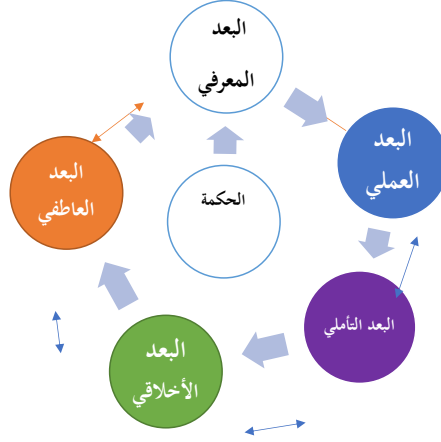 البعد
المعرفي
البعد
العملي
البعد التأملي
البعد
الأخلاقي
البعد
العاطفي
الحكمة